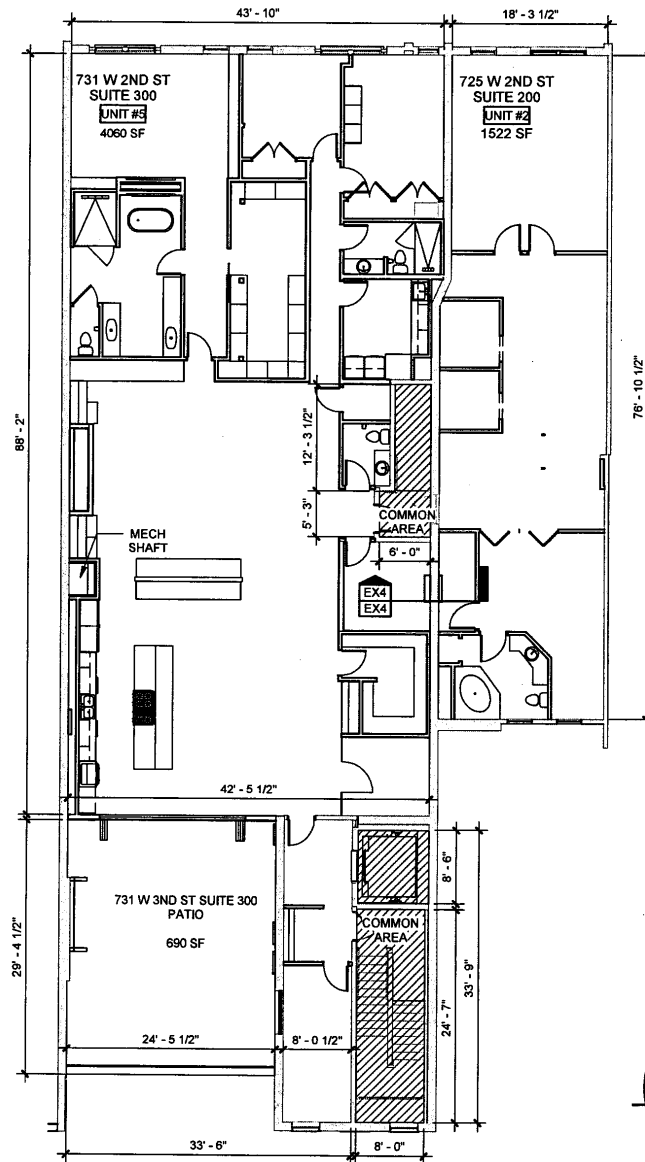 43' - 10"
18' - 3 1/2"
731 W 2ND ST
SUITE 300
UNIT #5
4060 SF
725 W 2ND ST
SUITE 200
UNIT #2
1522 SF
88' - 2"
76' - 10 1/2"
12' - 3 1/2"
5' - 3"
COMMON
AREA
6' - 0"
MECH
SHAFT
EX4
EX4
42' - 5 1/2"
731 W 3ND ST SUITE 300
PATIO
690 SF
COMMON
AREA
8' - 6"
33' - 9"
24' - 7"
29' - 4 1/2"
24' - 5 1/2"
8' - 0 1/2"
33' - 6"
8' - 0"